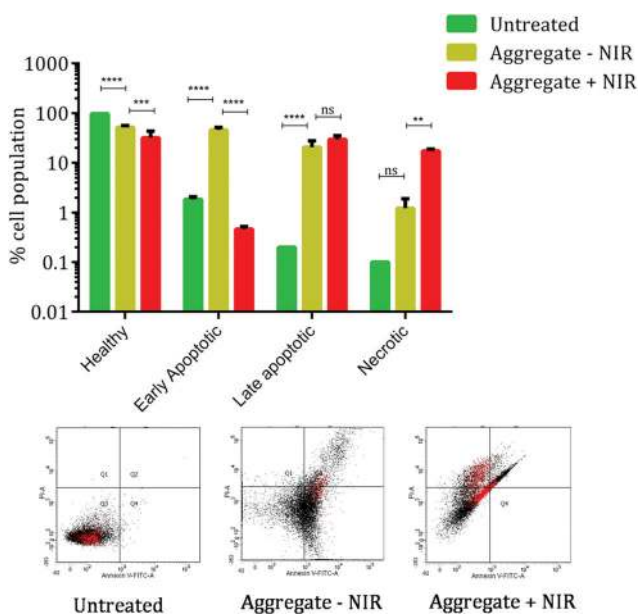 Untreated
Aggregate - NIR
Aggregate + NIR
% cell population
1000
100
10
1
0.1
0.01
****
***
****
****
****
ns
ns
**
Healthy
Early Apoptotic
Late apoptotic
Necrotic
Q1
Q2
Q3
Q4
Annexin V-FITC-A
Q1
Annexin V-FITC-A
Q4
Annexin V-FITC-A
Untreated
Aggregate - NIR
Aggregate + NIR